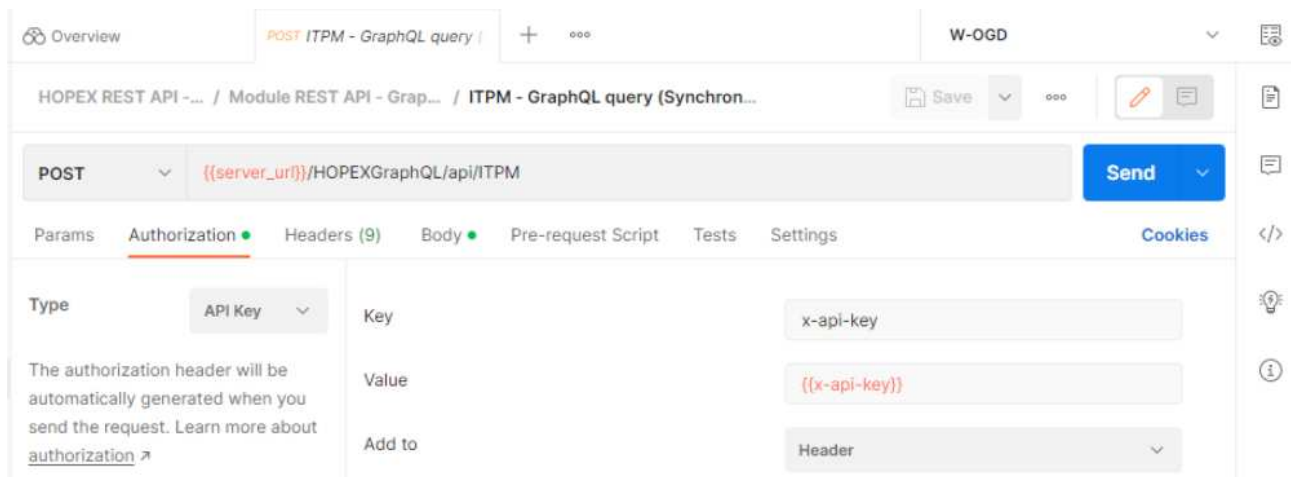 Overview
POST ITPM - GraphQL query (
W-OGD
HOPEX REST API -... / Module REST API - Grap... / ITPM - GraphQL query (Synchron...
Save
POST
{{server_url}}/HOPEXGraphQL/api/ITPM
Send
Params Authorization Headers (9) Body Pre-request Script Tests Settings Cookies
Type
API Key
The authorization header will be
automatically generated when you
send the request. Learn more about
authorization ↗
Key
x-api-key
Value
{{x-api-key}}
Add to
Header